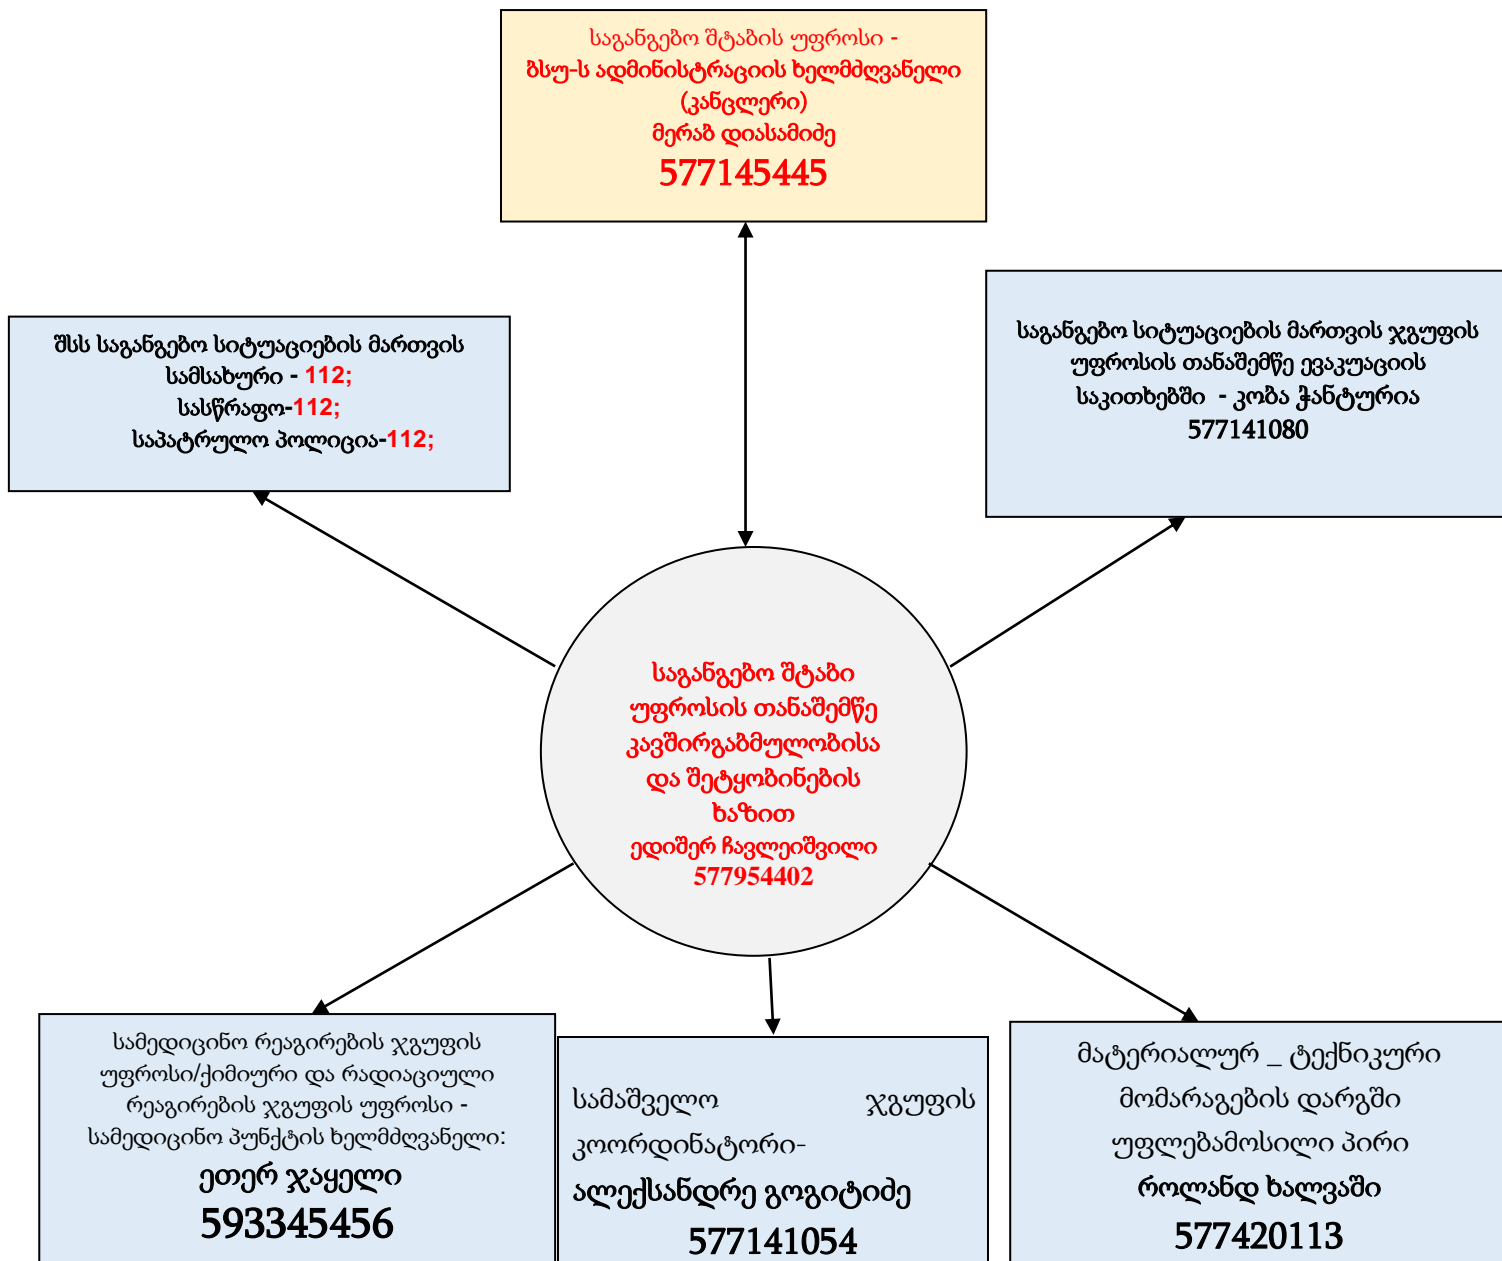 საგანგებო შტაბის უფროსი -
ბსუ-ს ადმინისტრაციის ხელმძღვანელი
(კანცლერი)
მერაბ დიასამიძე
577145445
შსს საგანგებო სიტუაციების მართვის
სამსახური - 112;
სასწრაფო-112;
საპატრულო პოლიცია-112;
საგანგებო სიტუაციების მართვის ჯგუფის
უფროსის თანაშემწე ევაკუაციის
საკითხებში - კობა ჭანტურია
577141080
საგანგებო შტაბი
უფროსის თანაშემწე
კავშირგაბმულობისა
და შეტყობინების
ხაზით
ედიშერ ჩავლეიშვილი
577954402
სამედიცინო რეაგირების ჯგუფის
უფროსი/ქიმიური და რადიაციული
რეაგირების ჯგუფის უფროსი -
სამედიცინო პუნქტის ხელმძღვანელი:
ეთერ ჯაყელი
593345456
სამაშველო ჯგუფის
კოორდინატორი-
ალექსანდრე გოგიტიძე
577141054
მატერიალურ _ ტექნიკური
მომარაგების დარგში
უფლებამოსილი პირი
როლანდ ხალვაში
577420113